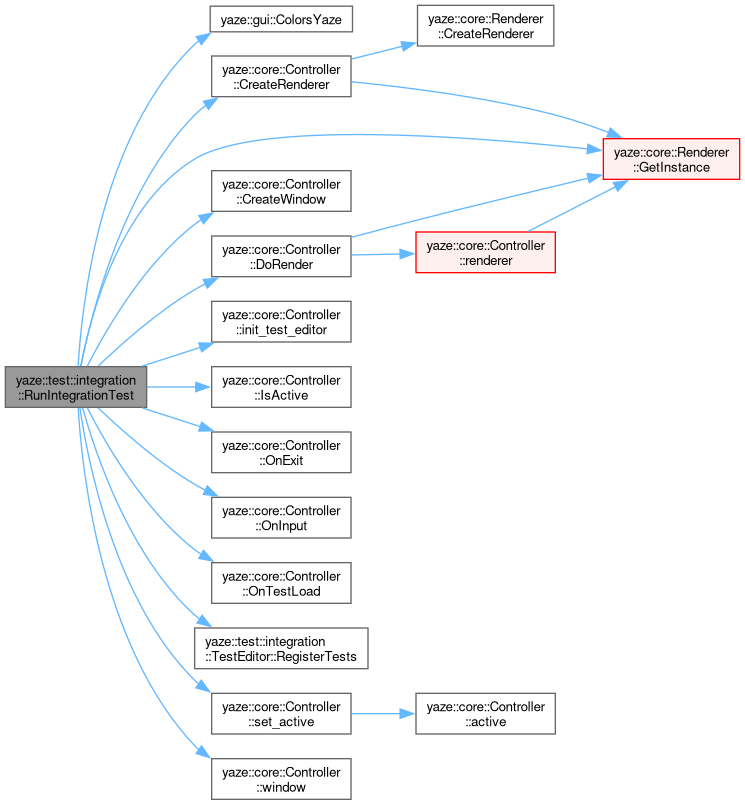 yaze::gui::ColorsYaze
yaze::core::Renderer
::CreateRenderer
yaze::core::Controller
::CreateRenderer
yaze::core::Renderer
::GetInstance
yaze::core::Controller
::CreateWindow
yaze::core::Controller
::DoRender
yaze::core::Controller
::renderer
yaze::core::Controller
::init_test_editor
yaze::test::integration
::RunIntegrationTest
yaze::core::Controller
::IsActive
yaze::core::Controller
::OnExit
yaze::core::Controller
::OnInput
yaze::core::Controller
::OnTestLoad
yaze::test::integration
::TestEditor::RegisterTests
yaze::core::Controller
::set_active
yaze::core::Controller
::active
yaze::core::Controller
::window